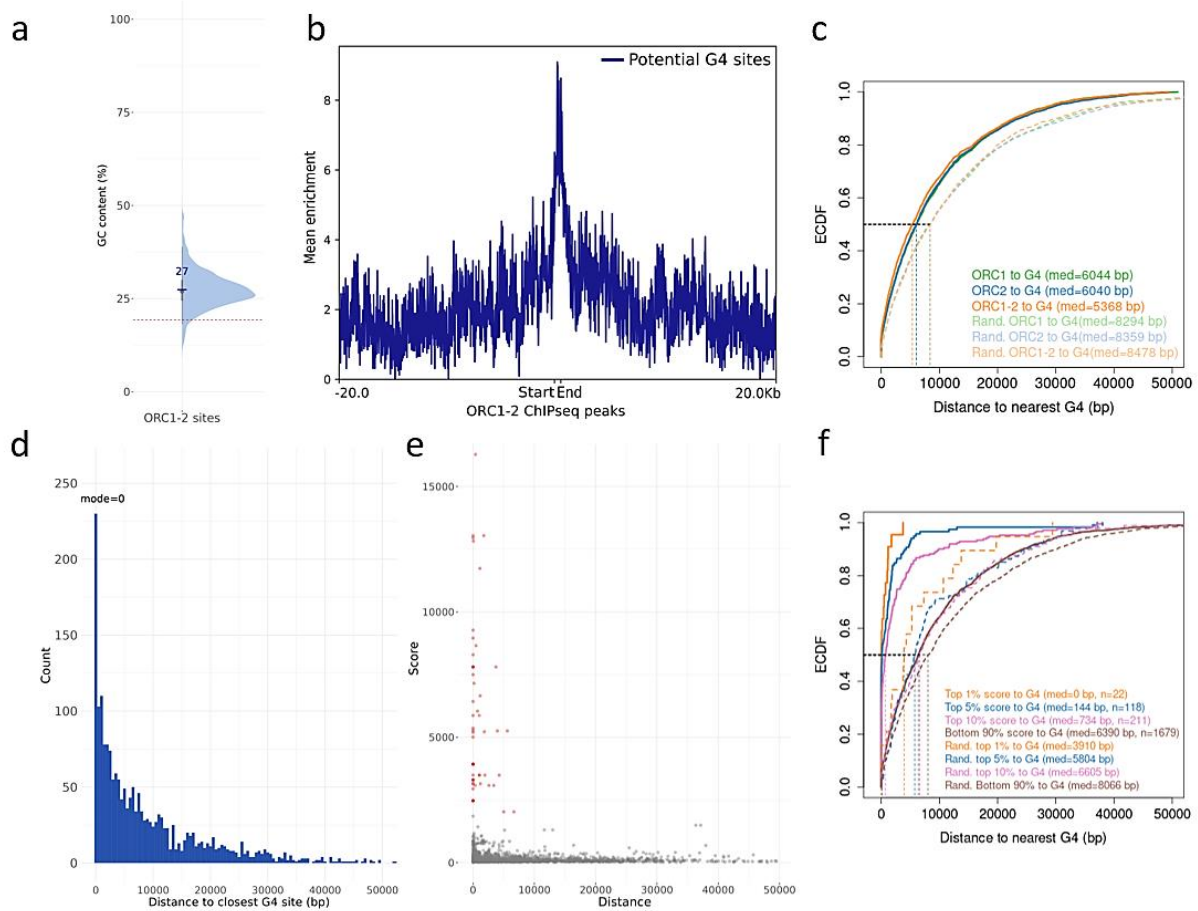 a
100
75
50
25
0
GC content (%)
27
ORC1-2 sites
b
Potential G4 sites
8
6
4
2
0
Mean enrichment
-20.0
Start End
20.0Kb
ORC1-2 ChIPseq peaks
c
1.0
0.8
0.6
0.4
0.2
0.0
ECDF
ORC1 to G4 (med=6044 bp)
ORC2 to G4 (med=6040 bp)
ORC1-2 to G4 (med=5368 bp)
Rand. ORC1 to G4(med=8294 bp)
Rand. ORC2 to G4(med=8359 bp)
Rand. ORC1-2 to G4(med=8478 bp)
0 10000 20000 30000 40000 50000
Distance to nearest G4 (bp)
d
250
200
150
100
50
0
Count
mode=0
0 10000 20000 30000 40000 50000
Distance to closest G4 site (bp)
e
15000
10000
5000
0
Score
0 10000 20000 30000 40000 50000
Distance
f
1.0
0.8
0.6
0.4
0.2
0.0
ECDF
Top 1% score to G4 (med=0 bp, n=22)
Top 5% score to G4 (med=144 bp, n=118)
Top 10% score to G4 (med=734 bp, n=211)
Bottom 90% score to G4 (med=6390 bp, n=1679)
Rand. top 1% to G4 (med=3910 bp)
Rand. top 5% to G4 (med=5804 bp)
Rand. top 10% to G4 (med=6605 bp)
Rand. Bottom 90% to G4 (med=8066 bp)
0 10000 20000 30000 40000 50000
Distance to nearest G4 (bp)